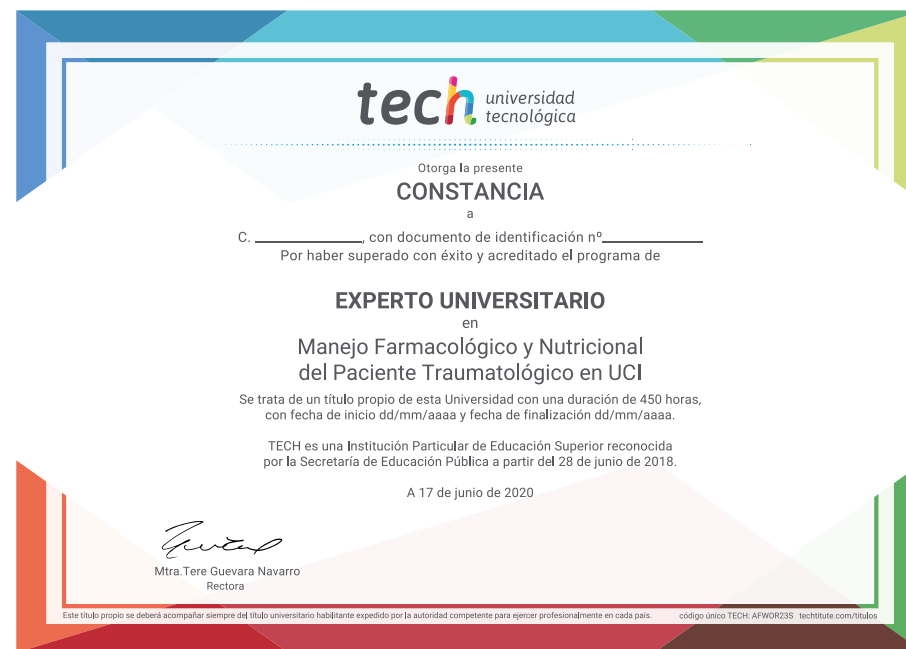 tech universidad
tecnológica
Otorga la presente
CONSTANCIA
a
C. ______________, con documento de identificación nº_____________
Por haber superado con éxito y acreditado el programa de
EXPERTO UNIVERSITARIO
en
Manejo Farmacológico y Nutricional
del Paciente Traumatológico en UCI
Se trata de un título propio de esta Universidad con una duración de 450 horas,
con fecha de inicio dd/mm/aaaa y fecha de finalización dd/mm/aaaa.
TECH es una Institución Particular de Educación Superior reconocida
por la Secretaría de Educación Pública a partir del 28 de junio de 2018.
A 17 de junio de 2020
Mtra.Tere Guevara Navarro
Rectora
Este título propio se deberá acompañar siempre del título universitario habilitante expedido por la autoridad competente para ejercer profesionalmente en cada país. código único TECH: AFWOR23S techtitute.com/titulos